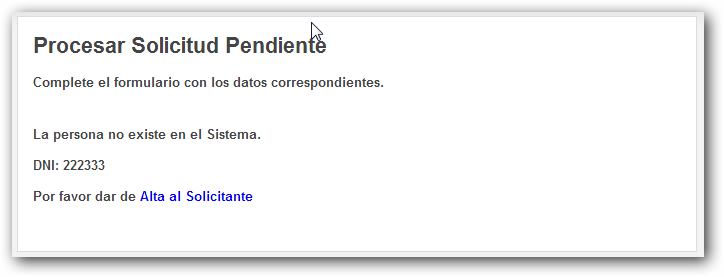 Procesar Solicitud Pendiente
Complete el formulario con los datos correspondientes.
La persona no existe en el Sistema.
DNI: 222333
Por favor dar de Alta al Solicitante